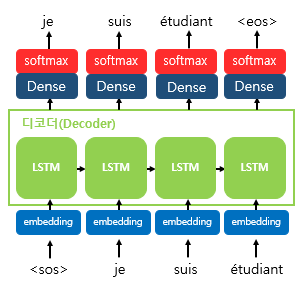 je suis étudiant <eos>
softmax softmax softmax softmax
Dense Dense Dense Dense
디코더(Decoder)
LSTM LSTM LSTM LSTM
embedding embedding embedding embedding
<sos> je suis étudiant